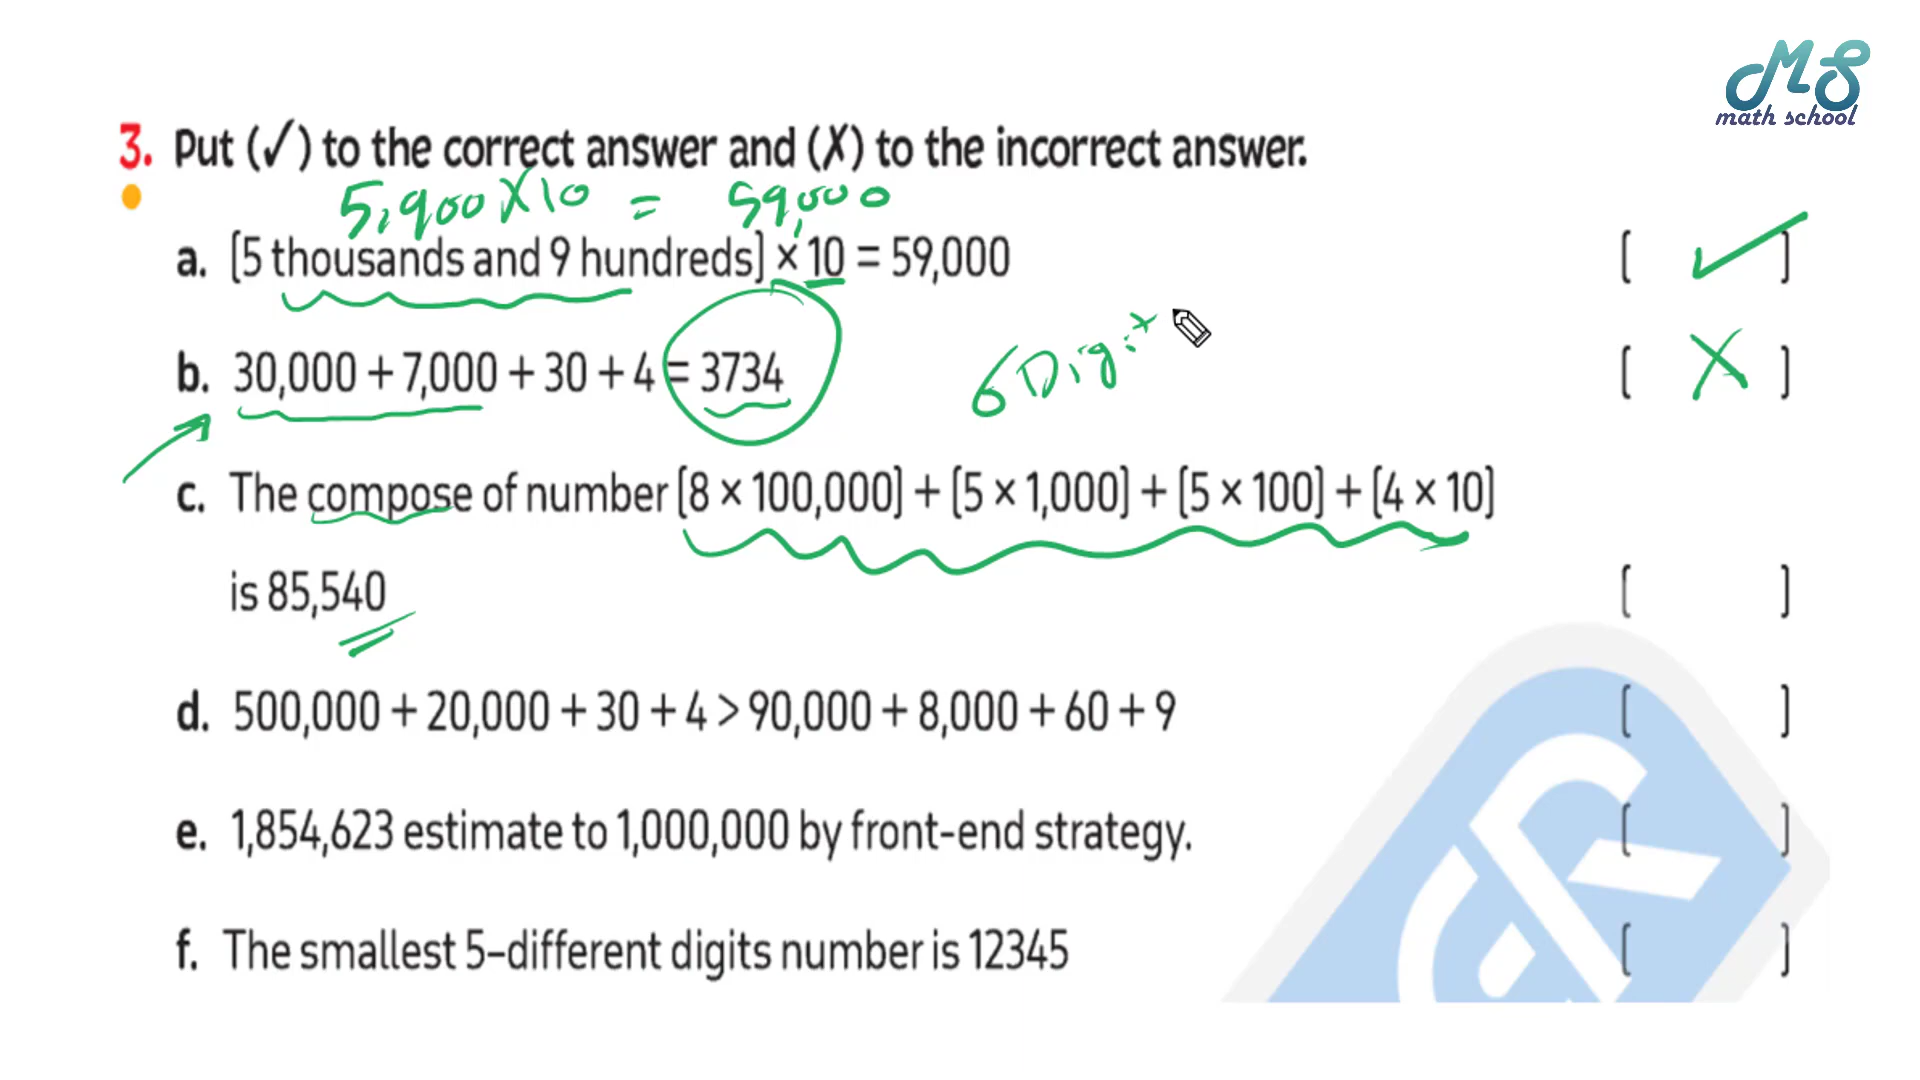 MS
math school
3. Put (✓) to the correct answer and (✗) to the incorrect answer.
5,900 × 10 = 59,000
a. (5 thousands and 9 hundreds) × 10 = 59,000 ( ✓ )
b. 30,000 + 7,000 + 30 + 4 = 3734 ( ✗ )
6 Digit
c. The compose of number (8 × 100,000) + (5 × 1,000) + (5 × 100) + (4 × 10)
is 85,540 ( )
d. 500,000 + 20,000 + 30 + 4 > 90,000 + 8,000 + 60 + 9 ( )
e. 1,854,623 estimate to 1,000,000 by front-end strategy. ( )
f. The smallest 5-different digits number is 12345 ( )